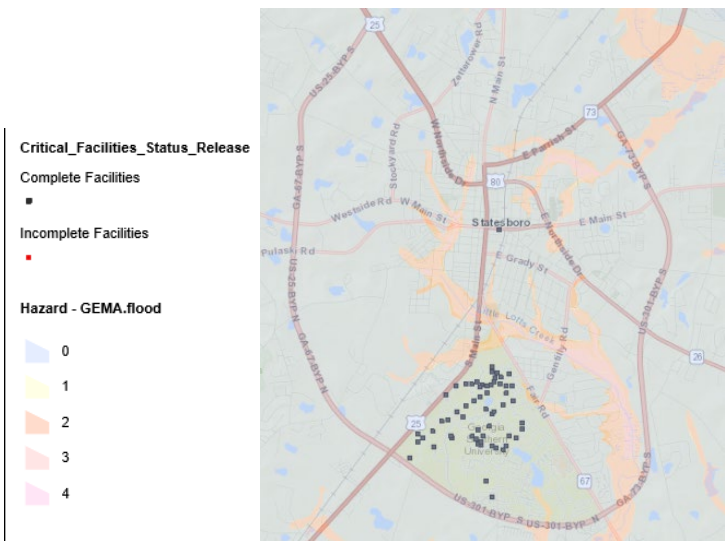 Critical_Facilities_Status_Release
Complete Facilities
Incomplete Facilities
Hazard - GEMA.flood
0
1
2
3
4
25
US-25-BYP S
Zetterower Rd
N Main St
73
GA-67-BYP S
Stockyard Rd
W Northside Dr
E Parrish St
GA-73-BYP S
80
Westside Rd
W Main St
Statesboro
E Main St
Pulaski Rd
E Northside Dr
E Grady St
US-25-BYP N
GA-67-BYP N
S Main St
Little Lotts Creek
Gentilly Rd
US-301-BYP N
26
Fair Rd
25
Georgia
Southern
University
67
GA-73-BYP S
US-301-BYP S
US-301-BYP N